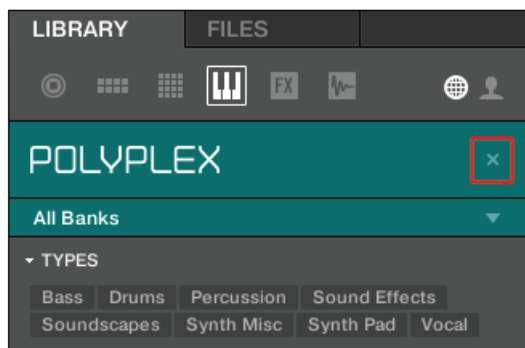 LIBRARY FILES
FX
POLYPLEX
All Banks
TYPES
Bass Drums Percussion Sound Effects
Soundscapes Synth Misc Synth Pad Vocal